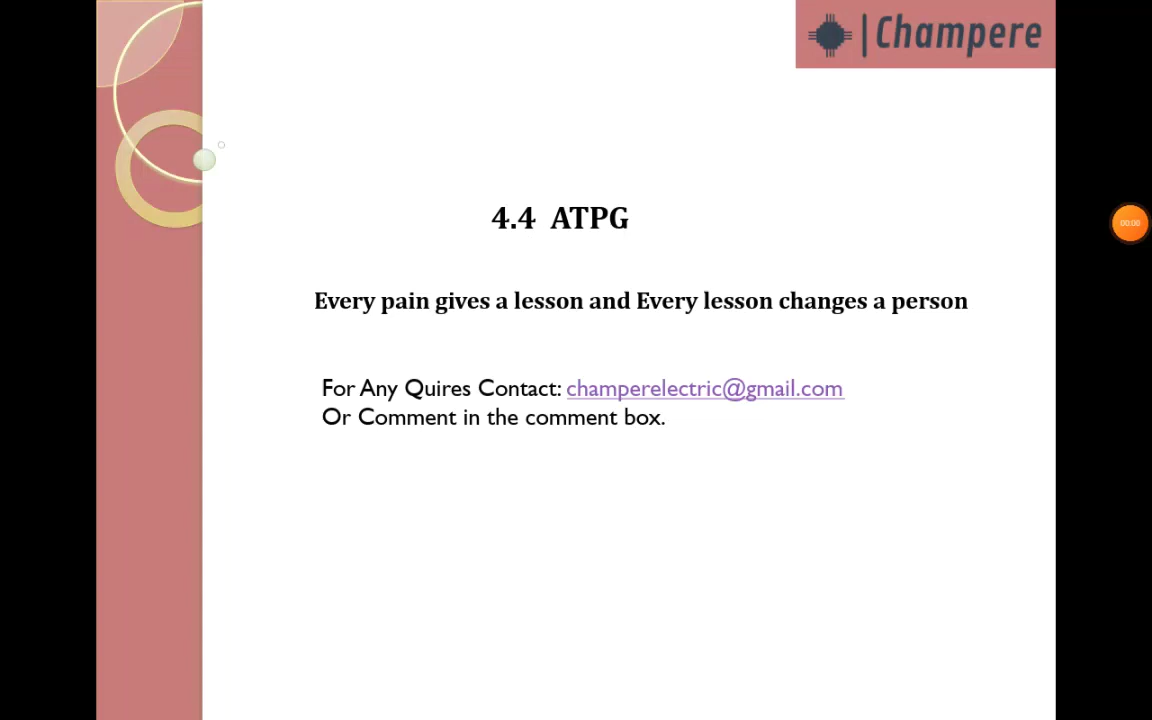 Champere
4.4 ATPG
Every pain gives a lesson and Every lesson changes a person
For Any Quires Contact: champerelectric@gmail.com
Or Comment in the comment box.